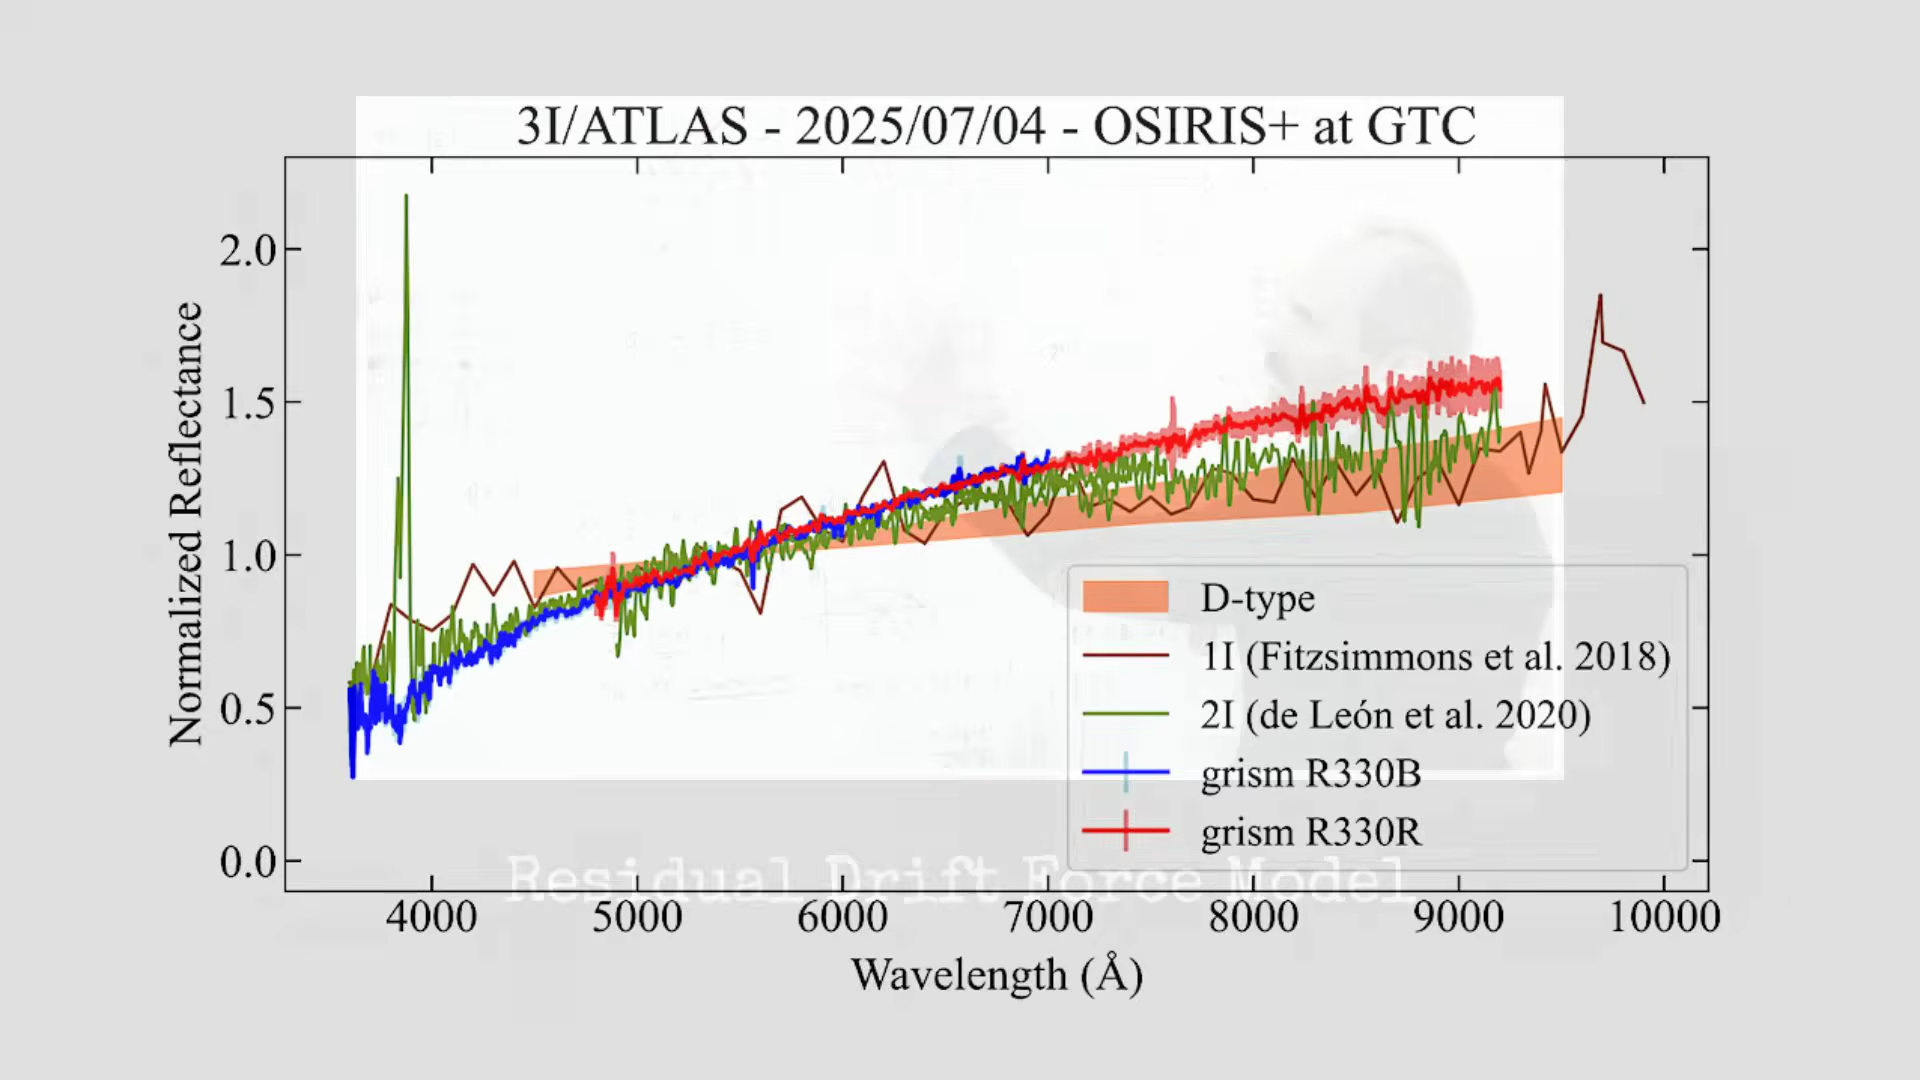 3I/ATLAS - 2025/07/04 - OSIRIS+ at GTC
Normalized Reflectance
2.0
1.5
1.0
0.5
0.0
D-type
1I (Fitzsimmons et al. 2018)
2I (de León et al. 2020)
grism R330B
grism R330R
Residual Drift Force Model
4000 5000 6000 7000 8000 9000 10000
Wavelength (Å)